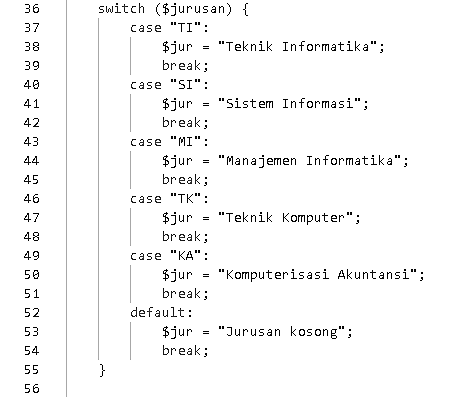 36 switch ($jurusan) {
37 case "TI":
38 $jur = "Teknik Informatika";
39 break;
40 case "SI":
41 $jur = "Sistem Informasi";
42 break;
43 case "MI":
44 $jur = "Manajemen Informatika";
45 break;
46 case "TK":
47 $jur = "Teknik Komputer";
48 break;
49 case "KA":
50 $jur = "Komputerisasi Akuntansi";
51 break;
52 default:
53 $jur = "Jurusan kosong";
54 break;
55 }
56